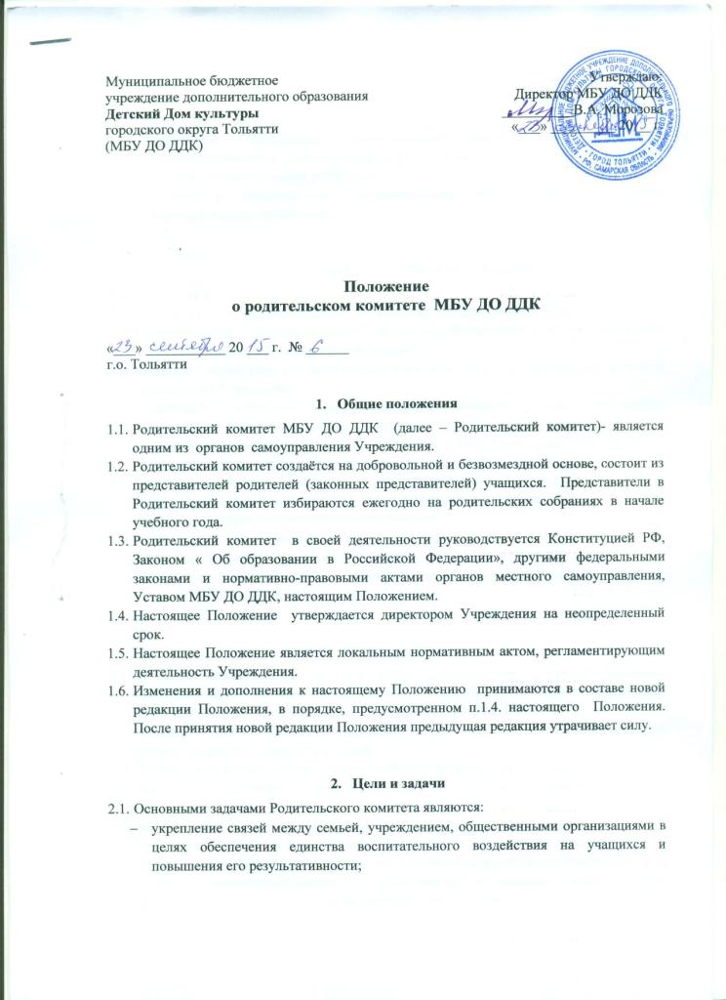 Муниципальное бюджетное
учреждение дополнительного образования
Детский Дом культуры
городского округа Тольятти
(МБУ ДО ДДК)
Утверждаю:
Директор МБУ ДО ДДК
В.А. Морозова
«23» сентября 2015
Положение
о родительском комитете МБУ ДО ДДК
«23» сентября 20 15 г. № 6
г.о. Тольятти
1. Общие положения
1.1. Родительский комитет МБУ ДО ДДК (далее – Родительский комитет)- является
одним из органов самоуправления Учреждения.
1.2. Родительский комитет создаётся на добровольной и безвозмездной основе, состоит из
представителей родителей (законных представителей) учащихся. Представители в
Родительский комитет избираются ежегодно на родительских собраниях в начале
учебного года.
1.3. Родительский комитет в своей деятельности руководствуется Конституцией РФ,
Законом « Об образовании в Российской Федерации», другими федеральными
законами и нормативно-правовыми актами органов местного самоуправления,
Уставом МБУ ДО ДДК, настоящим Положением.
1.4. Настоящее Положение утверждается директором Учреждения на неопределенный
срок.
1.5. Настоящее Положение является локальным нормативным актом, регламентирующим
деятельность Учреждения.
1.6. Изменения и дополнения к настоящему Положению принимаются в составе новой
редакции Положения, в порядке, предусмотренном п.1.4. настоящего Положения.
После принятия новой редакции Положения предыдущая редакция утрачивает силу.
2. Цели и задачи
2.1. Основными задачами Родительского комитета являются:
– укрепление связей между семьей, учреждением, общественными организациями в
целях обеспечения единства воспитательного воздействия на учащихся и
повышения его результативности;